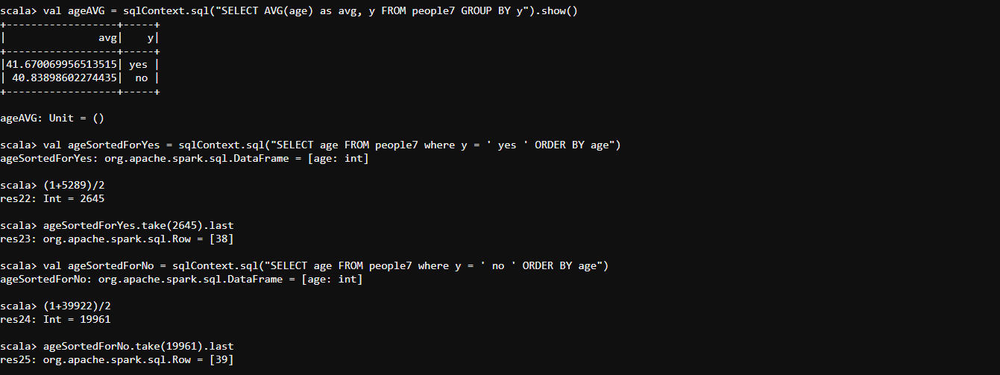 scala> val ageAVG = sqlContext.sql("SELECT AVG(age) as avg, y FROM people7 GROUP BY y").show()
+------------------+-----+
|               avg|    y|
+------------------+-----+
|41.670069956513515| yes |
| 40.83898602274435|  no |
+------------------+-----+
ageAVG: Unit = ()
scala> val ageSortedForYes = sqlContext.sql("SELECT age FROM people7 where y = ' yes ' ORDER BY age")
ageSortedForYes: org.apache.spark.sql.DataFrame = [age: int]
scala> (1+5289)/2
res22: Int = 2645
scala> ageSortedForYes.take(2645).last
res23: org.apache.spark.sql.Row = [38]
scala> val ageSortedForNo = sqlContext.sql("SELECT age FROM people7 where y = ' no ' ORDER BY age")
ageSortedForNo: org.apache.spark.sql.DataFrame = [age: int]
scala> (1+39922)/2
res24: Int = 19961
scala> ageSortedForNo.take(19961).last
res25: org.apache.spark.sql.Row = [39]